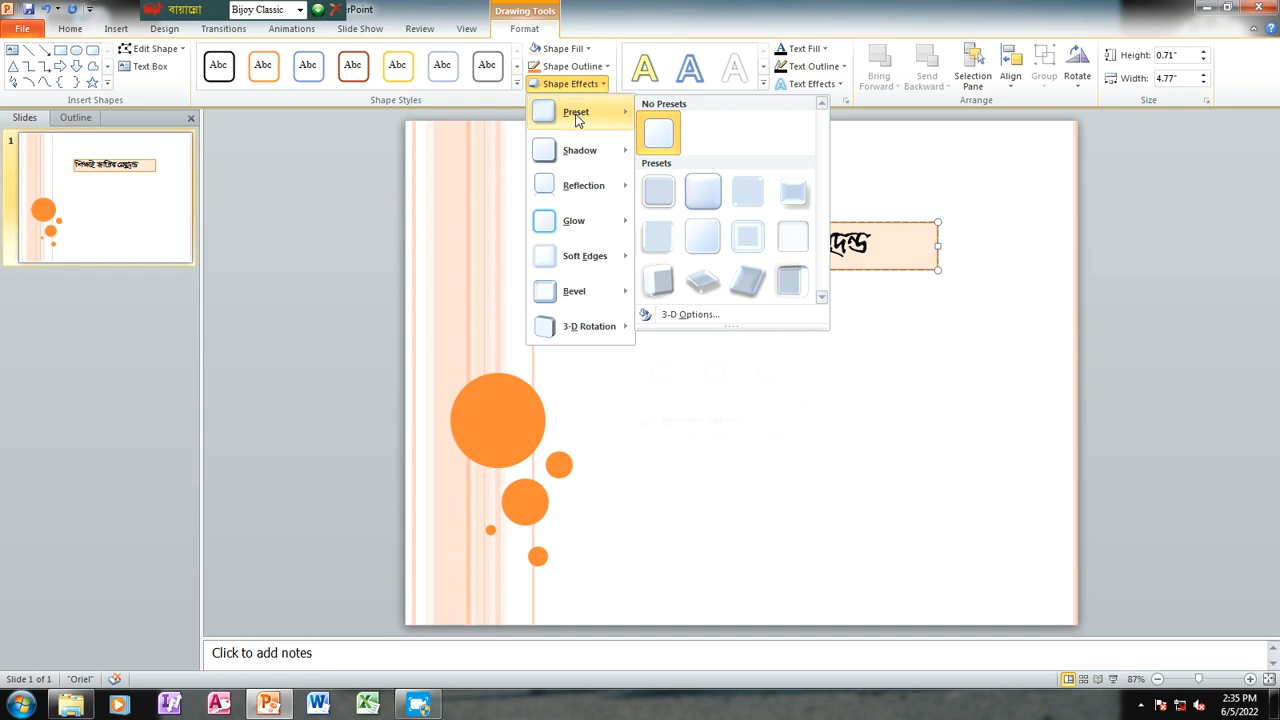 বায়ান্নো Bijoy Classic Point Drawing Tools
File Home Insert Design Transitions Animations Slide Show Review View Format
Edit Shape Text Box Insert Shapes
Abc Abc Abc Abc Abc Abc Abc Shape Styles
Shape Fill
Shape Outline
Shape Effects
A A A
Text Fill
Text Outline
Text Effects
Bring Forward Send Backward Selection Pane Align Group Rotate
Arrange
Height: 0.71"
Width: 4.77"
Size
Slides Outline
1
শিক্ষাই জাতির মেরুদন্ড
Preset
Shadow
Reflection
Glow
Soft Edges
Bevel
3-D Rotation
No Presets
Presets
3-D Options...
Click to add notes
Slide 1 of 1 "Oriel" 87%
2:35 PM
6/5/2022